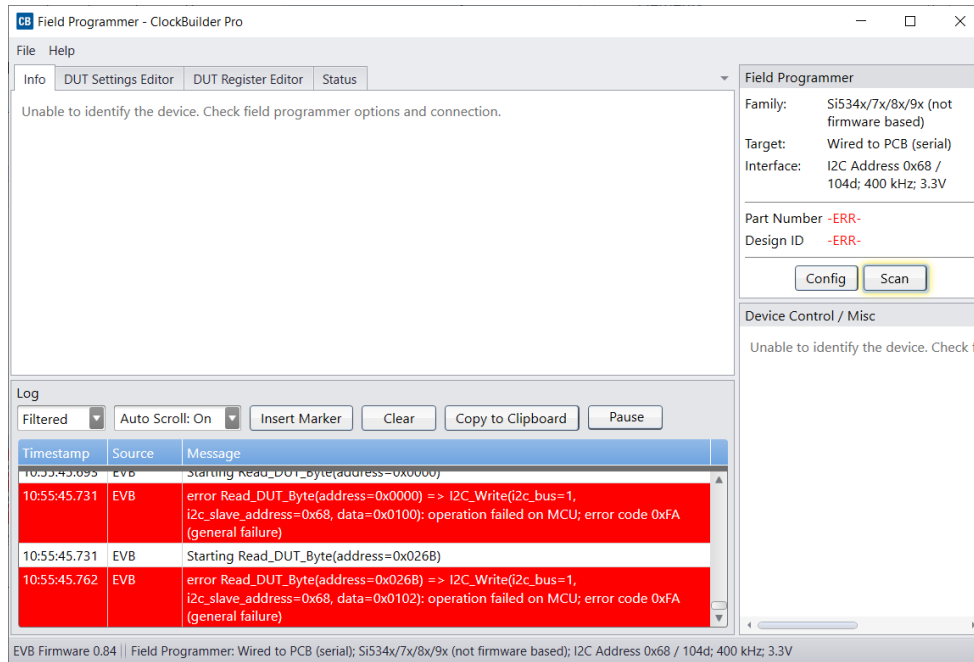 CB Field Programmer - ClockBuilder Pro
File Help
Info DUT Settings Editor DUT Register Editor Status
Unable to identify the device. Check field programmer options and connection.
Field Programmer
Family: Si534x/7x/8x/9x (not
firmware based)
Target: Wired to PCB (serial)
Interface: I2C Address 0x68 /
104d; 400 kHz; 3.3V
Part Number -ERR-
Design ID -ERR-
Config Scan
Device Control / Misc
Unable to identify the device. Check f
Log
Filtered Auto Scroll: On Insert Marker Clear Copy to Clipboard Pause
Timestamp Source Message
10:55:45.693 EVB Starting Read_DUT_Byte(address=0x0000)
10:55:45.731 EVB error Read_DUT_Byte(address=0x0000) => I2C_Write(i2c_bus=1,
i2c_slave_address=0x68, data=0x0100): operation failed on MCU; error code 0xFA
(general failure)
10:55:45.731 EVB Starting Read_DUT_Byte(address=0x026B)
10:55:45.762 EVB error Read_DUT_Byte(address=0x026B) => I2C_Write(i2c_bus=1,
i2c_slave_address=0x68, data=0x0102): operation failed on MCU; error code 0xFA
(general failure)
EVB Firmware 0.84 Field Programmer: Wired to PCB (serial); Si534x/7x/8x/9x (not firmware based); I2C Address 0x68 / 104d; 400 kHz; 3.3V